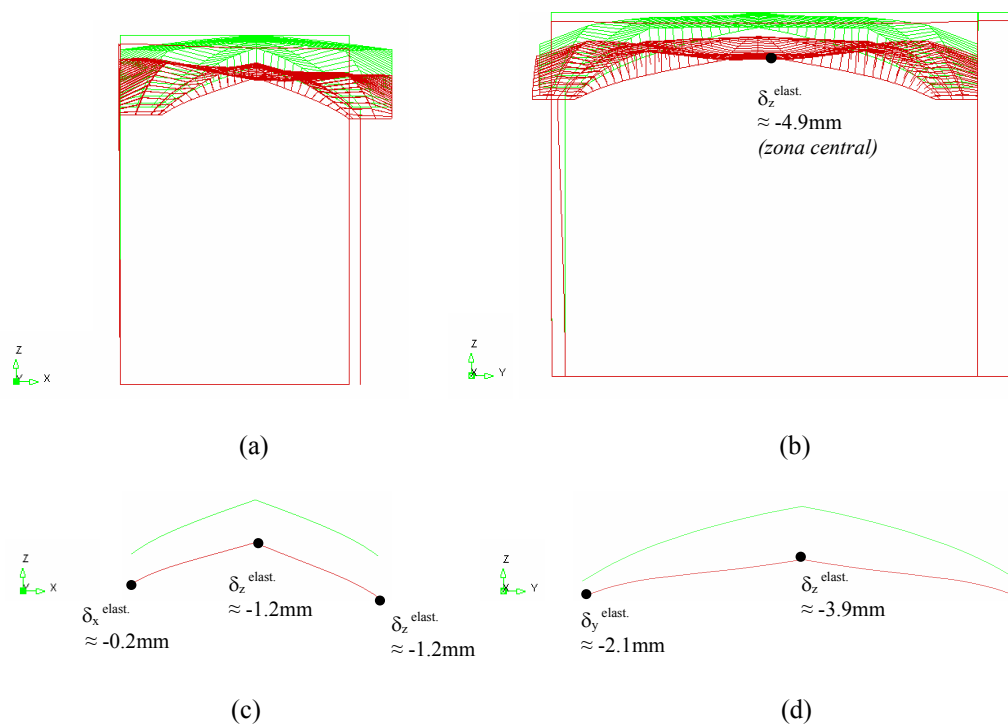 δz elast.
≈ -4.9mm
(zona central)
Z
Y X
Z
X Y
(a)
(b)
Z
Y X
δx elast.
≈ -0.2mm
δz elast.
≈ -1.2mm
δz elast.
≈ -1.2mm
Z
X Y
δy elast.
≈ -2.1mm
δz elast.
≈ -3.9mm
(c)
(d)